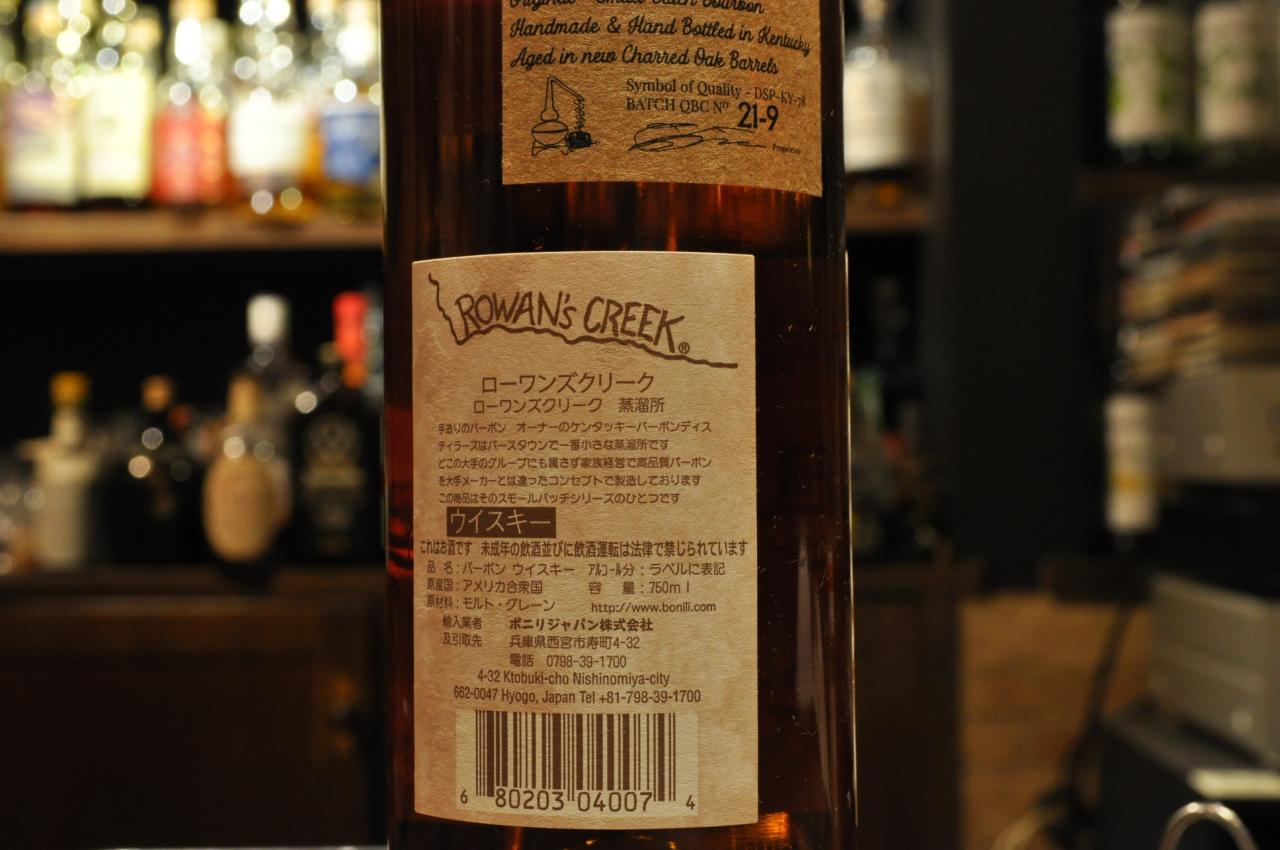 Original Small Batch Bourbon
Handmade & Hand Bottled in Kentucky
Aged in new Charred Oak Barrels
Symbol of Quality - DSP-KY-78
BATCH QBC Nº 21-9
Proprietor
ROWAN's CREEK®
ローワンズクリーク
ローワンズクリーク 蒸溜所
手造りのバーボン オーナーのケンタッキーバーボンディス
ティラーズはバーズタウンで一番小さな蒸溜所です
どこの大手のグループにも属さず家族経営で高品質バーボン
を大手メーカーとは違ったコンセプトで製造しております
この商品はそのスモールバッチシリーズのひとつです
ウイスキー
これはお酒です 未成年の飲酒並びに飲酒運転は法律で禁じられています
品 名：バーボン ウイスキー アルコール分：ラベルに表記
原産国：アメリカ合衆国 容 量：750ml
原材料：モルト・グレーン http://www.bonili.com
輸入業者 ボニリジャパン株式会社
及引取先 兵庫県西宮市寿町4-32
電話 0798-39-1700
4-32 Ktobuki-cho Nishinomiya-city
662-0047 Hyogo, Japan Tel +81-798-39-1700
6 80203 04007 4